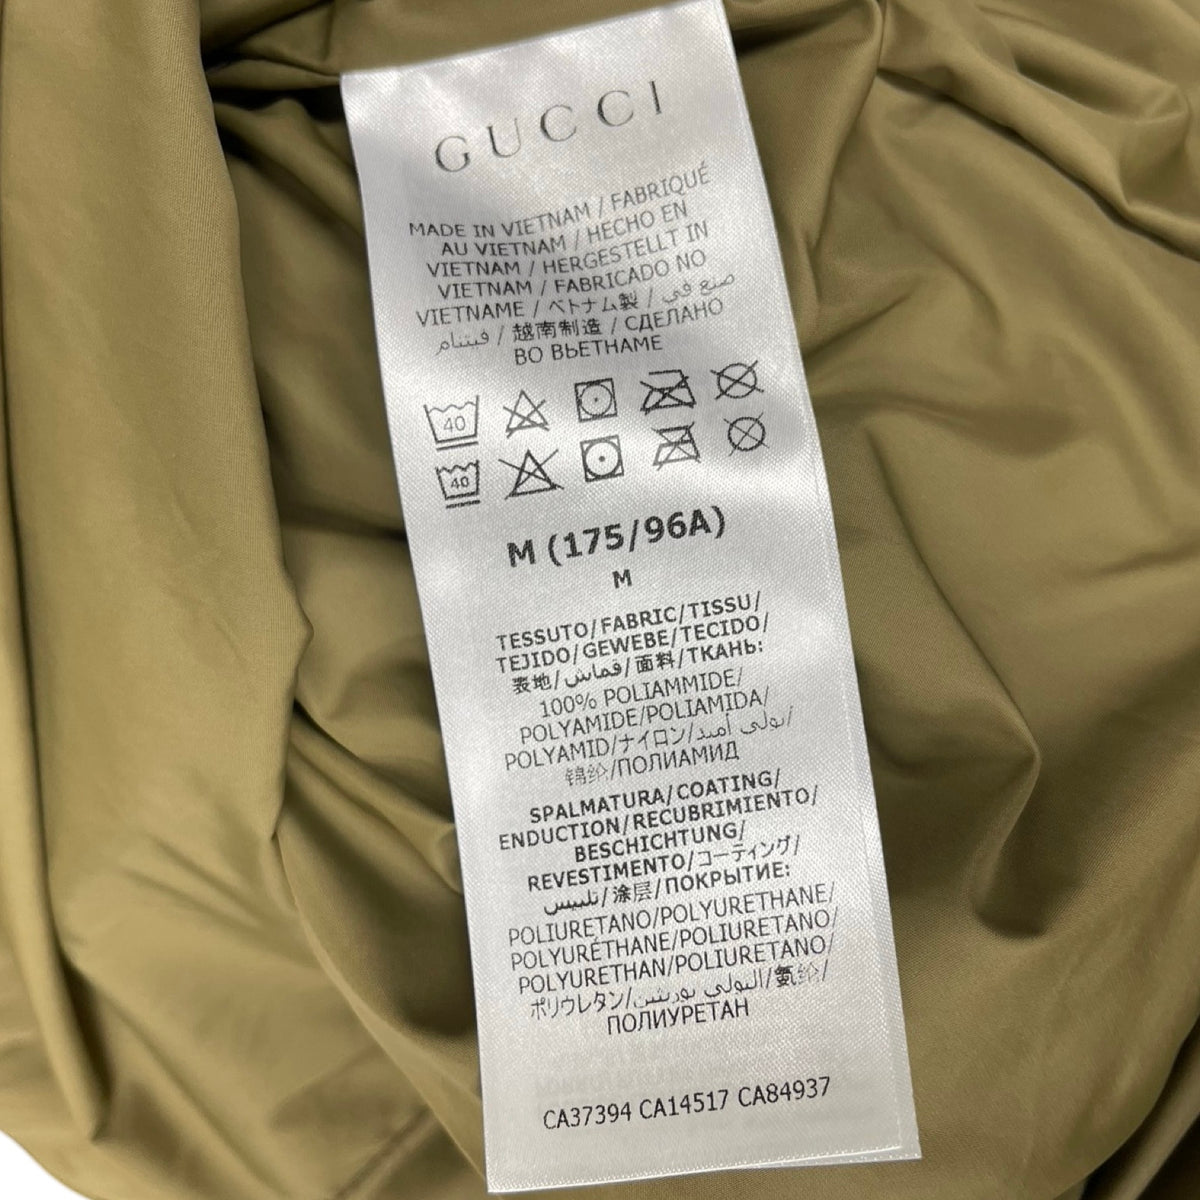 GUCCI
MADE IN VIETNAM / FABRIQUÉ
AU VIETNAM / HECHO EN
VIETNAM / HERGESTELLT IN
VIETNAM / FABRICADO NO
VIETNAME / ベトナム製 / صنع في
فيتنام / 越南制造 / СДЕЛАНО
ВО ВЬЕТНАМЕ
40
40
M (175/96A)
M
TESSUTO/FABRIC/TISSU/
TEJIDO/GEWEBE/TECIDO/
表地/قماش/面料/ТКАНЬ:
100% POLIAMMIDE/
POLYAMIDE/POLIAMIDA/
POLYAMID/ナイロン/بولي أميد/
锦纶/ПОЛИАМИД
SPALMATURA/COATING/
ENDUCTION/RECUBRIMIENTO/
BESCHICHTUNG/
REVESTIMENTO/コーティング/
تلبيس/涂层/ПОКРЫТИЕ:
POLIURETANO/POLYURETHANE/
POLYURÉTHANE/POLIURETANO/
POLYURETHAN/POLIURETANO/
ポリウレタン/البولي يوريثين/氨纶/
ПОЛИУРЕТАН
CA37394 CA14517 CA84937